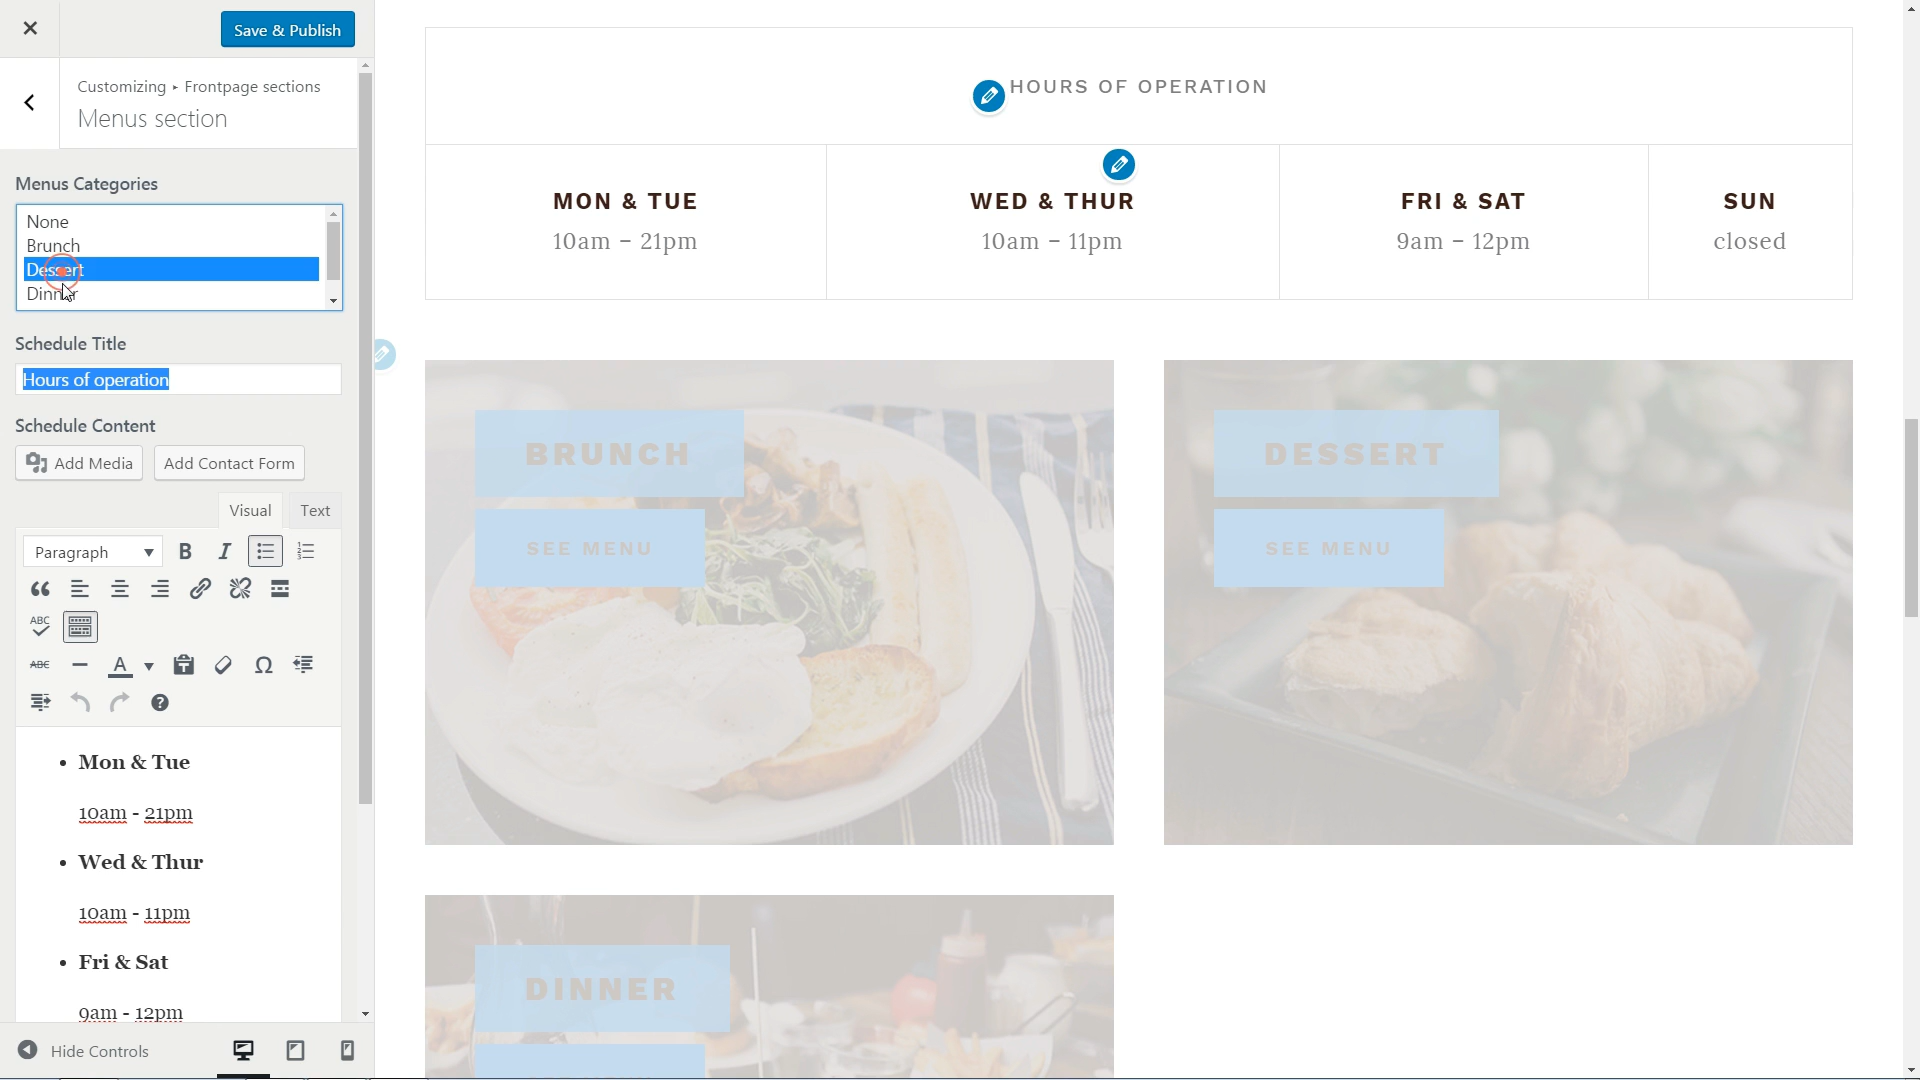 Save & Publish
Customizing ▸ Frontpage sections
Menus section
Menus Categories
None
Brunch
Dessert
Dinner
Schedule Title
Hours of operation
Schedule Content
Add Media
Add Contact Form
Visual
Text
Paragraph
Mon & Tue
10am - 21pm
Wed & Thur
10am - 11pm
Fri & Sat
9am - 12pm
Hide Controls
HOURS OF OPERATION
MON & TUE
10am – 21pm
WED & THUR
10am – 11pm
FRI & SAT
9am – 12pm
SUN
closed
BRUNCH
SEE MENU
DESSERT
SEE MENU
DINNER